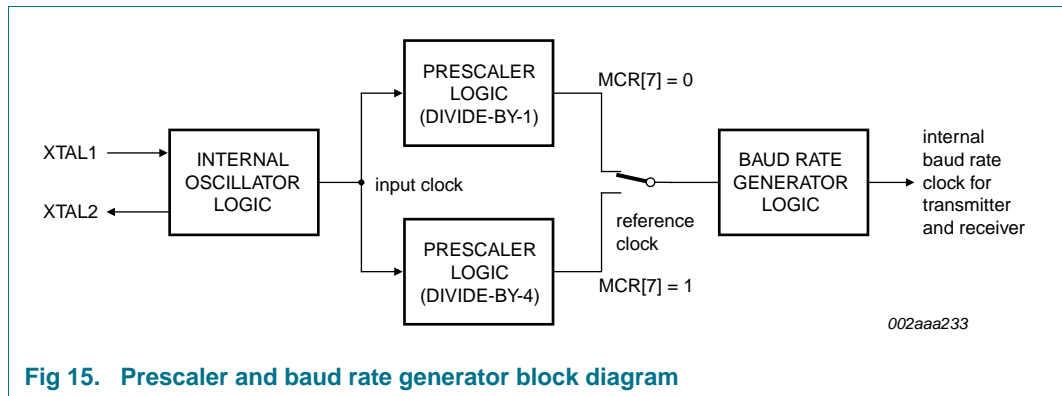 XTAL1
XTAL2
INTERNAL
OSCILLATOR
LOGIC
input clock
PRESCALER
LOGIC
(DIVIDE-BY-1)
MCR[7] = 0
PRESCALER
LOGIC
(DIVIDE-BY-4)
MCR[7] = 1
reference
clock
BAUD RATE
GENERATOR
LOGIC
internal
baud rate
clock for
transmitter
and receiver
002aaa233
Fig 15. Prescaler and baud rate generator block diagram